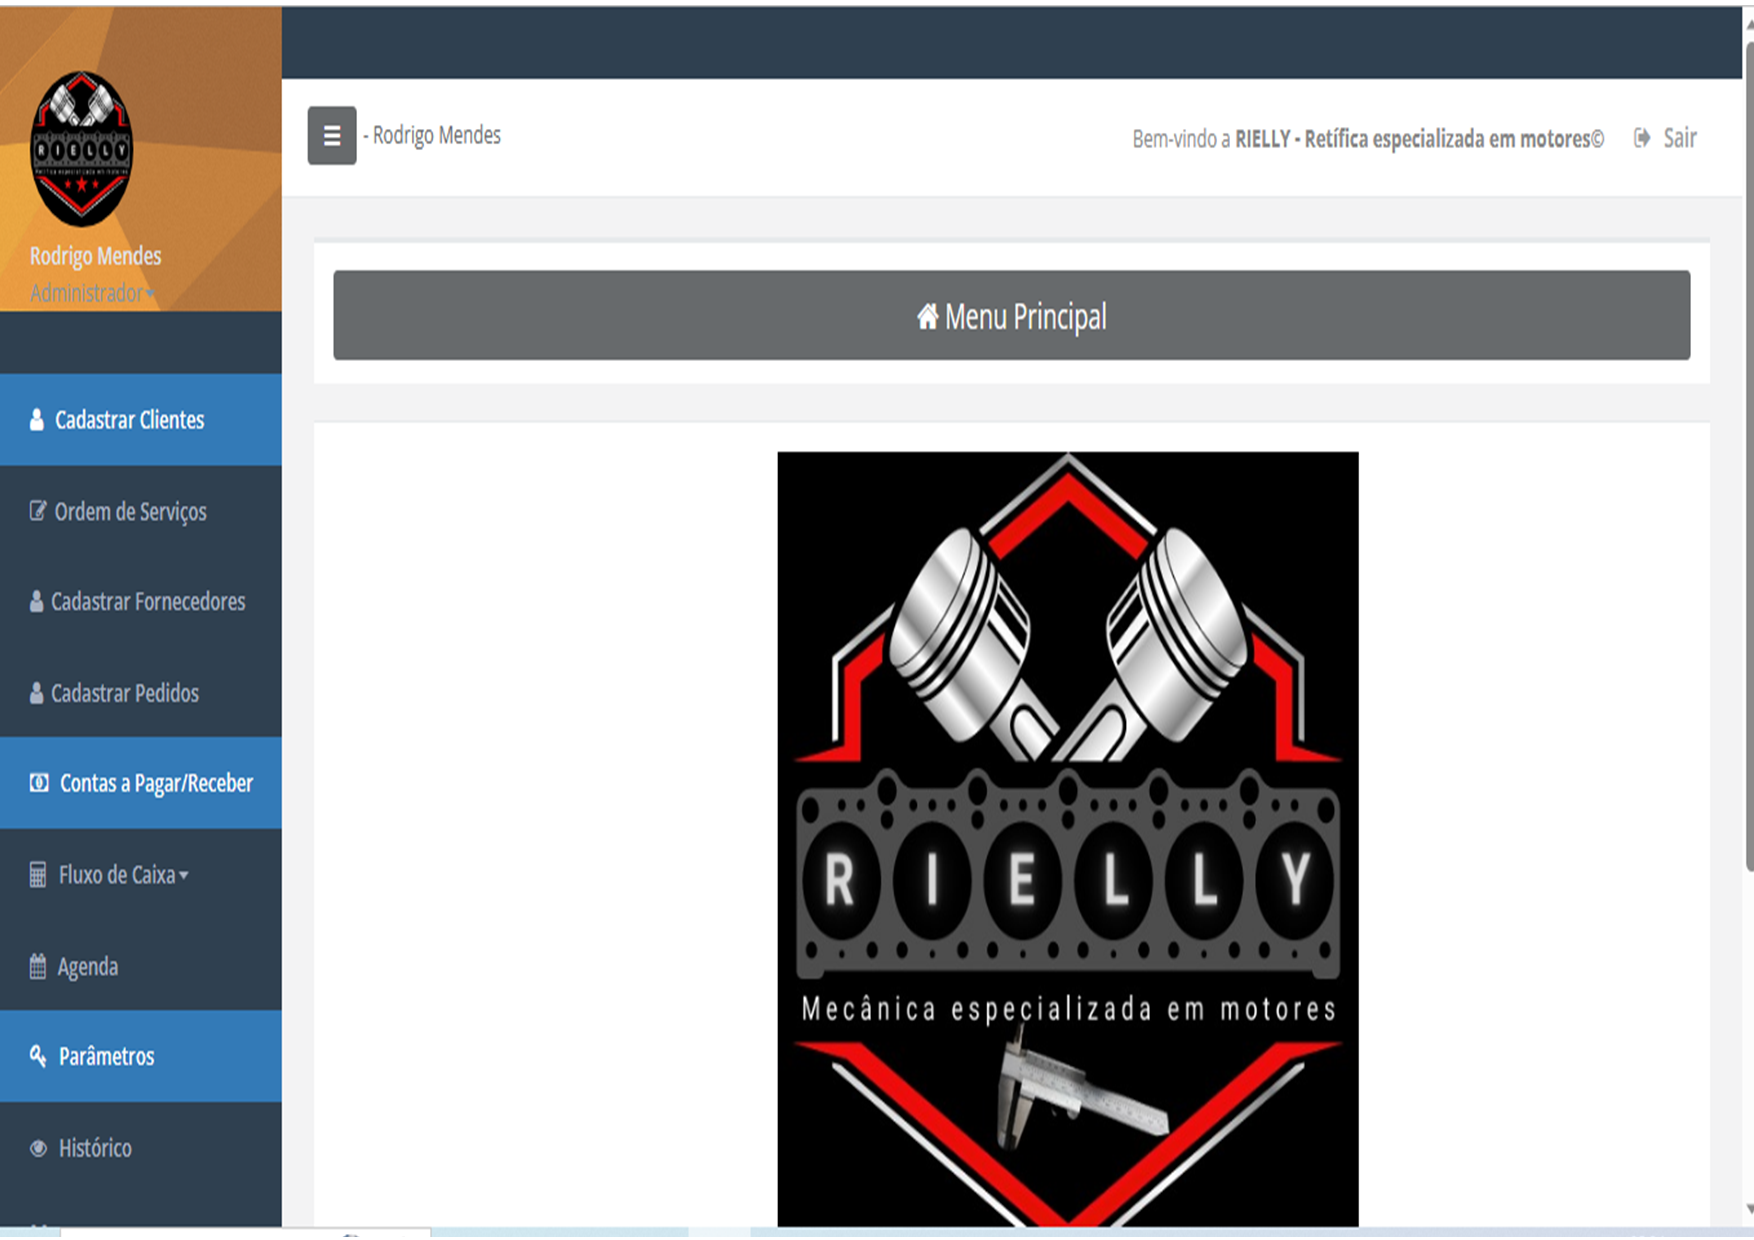 RIELLY
Rodrigo Mendes
Administrador
Cadastrar Clientes
Ordem de Serviços
Cadastrar Fornecedores
Cadastrar Pedidos
Contas a Pagar/Receber
Fluxo de Caixa
Agenda
Parâmetros
Histórico
- Rodrigo Mendes
Bem-vindo a RIELLY - Retífica especializada em motores©
Sair
Menu Principal
RIELLY
Mecânica especializada em motores